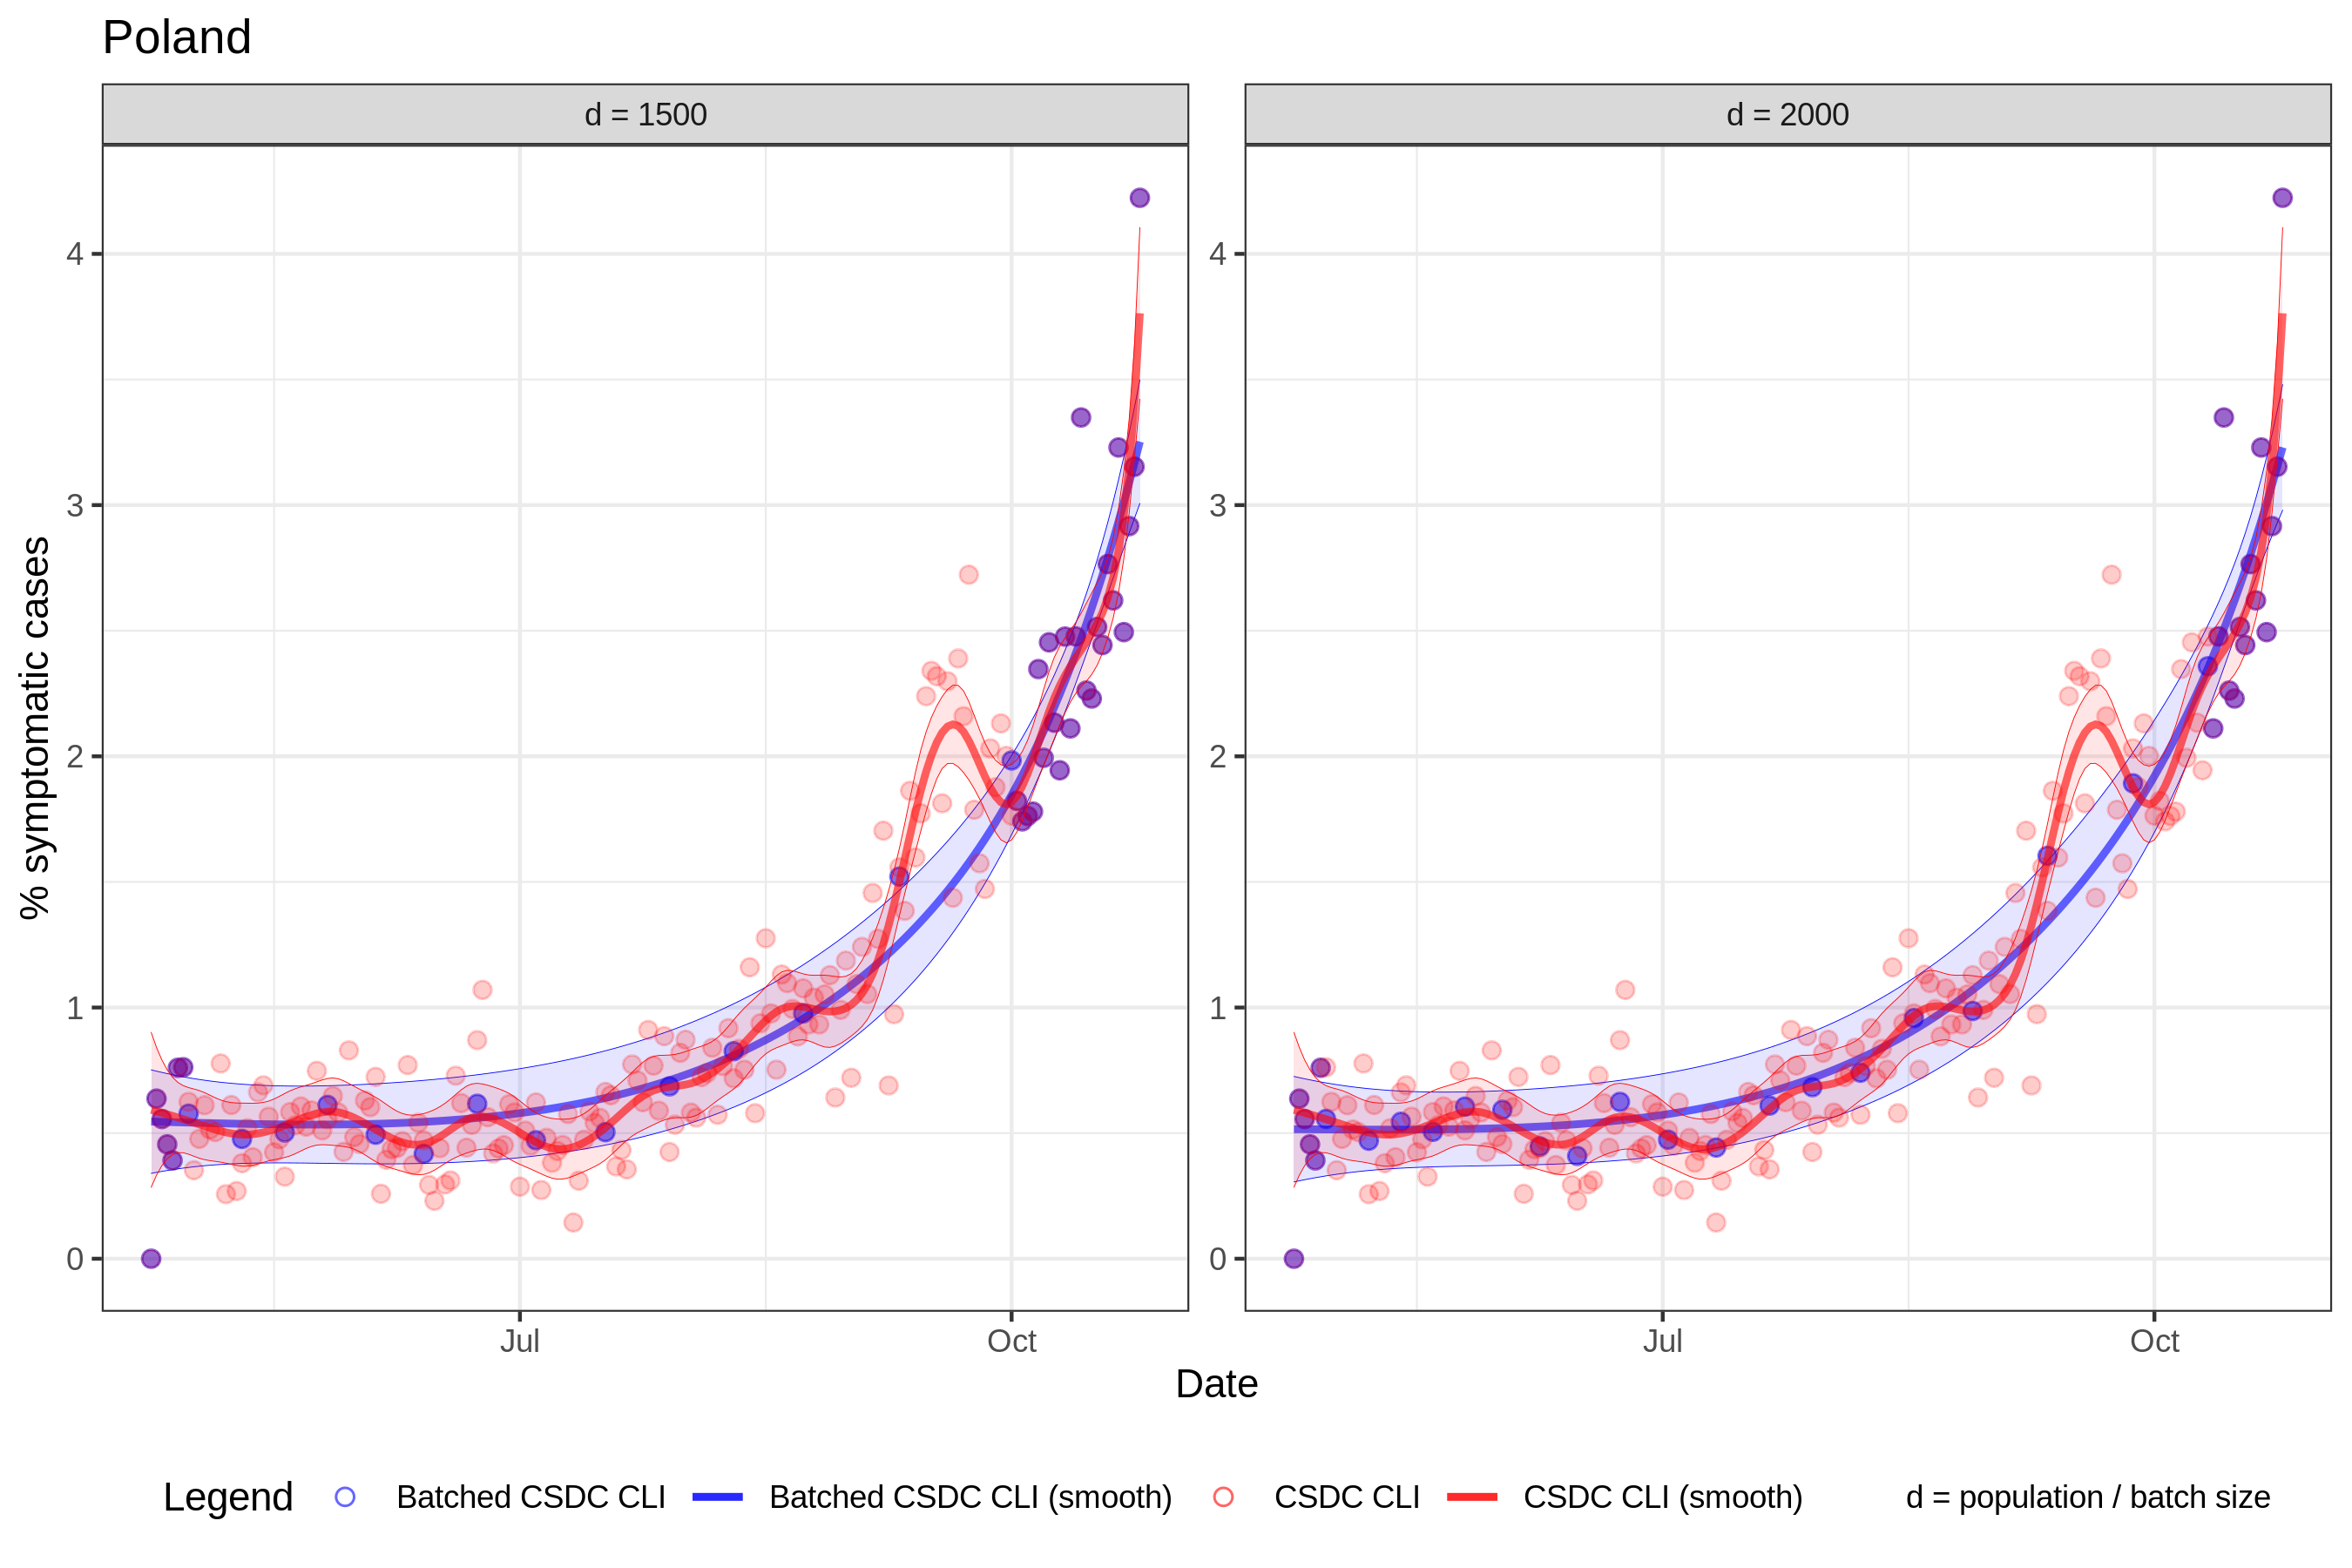 Poland
d = 1500
d = 2000
% symptomatic cases
4
3
2
1
0
4
3
2
1
0
Jul
Oct
Jul
Oct
Date
Legend
Batched CSDC CLI
Batched CSDC CLI (smooth)
CSDC CLI
CSDC CLI (smooth)
d = population / batch size